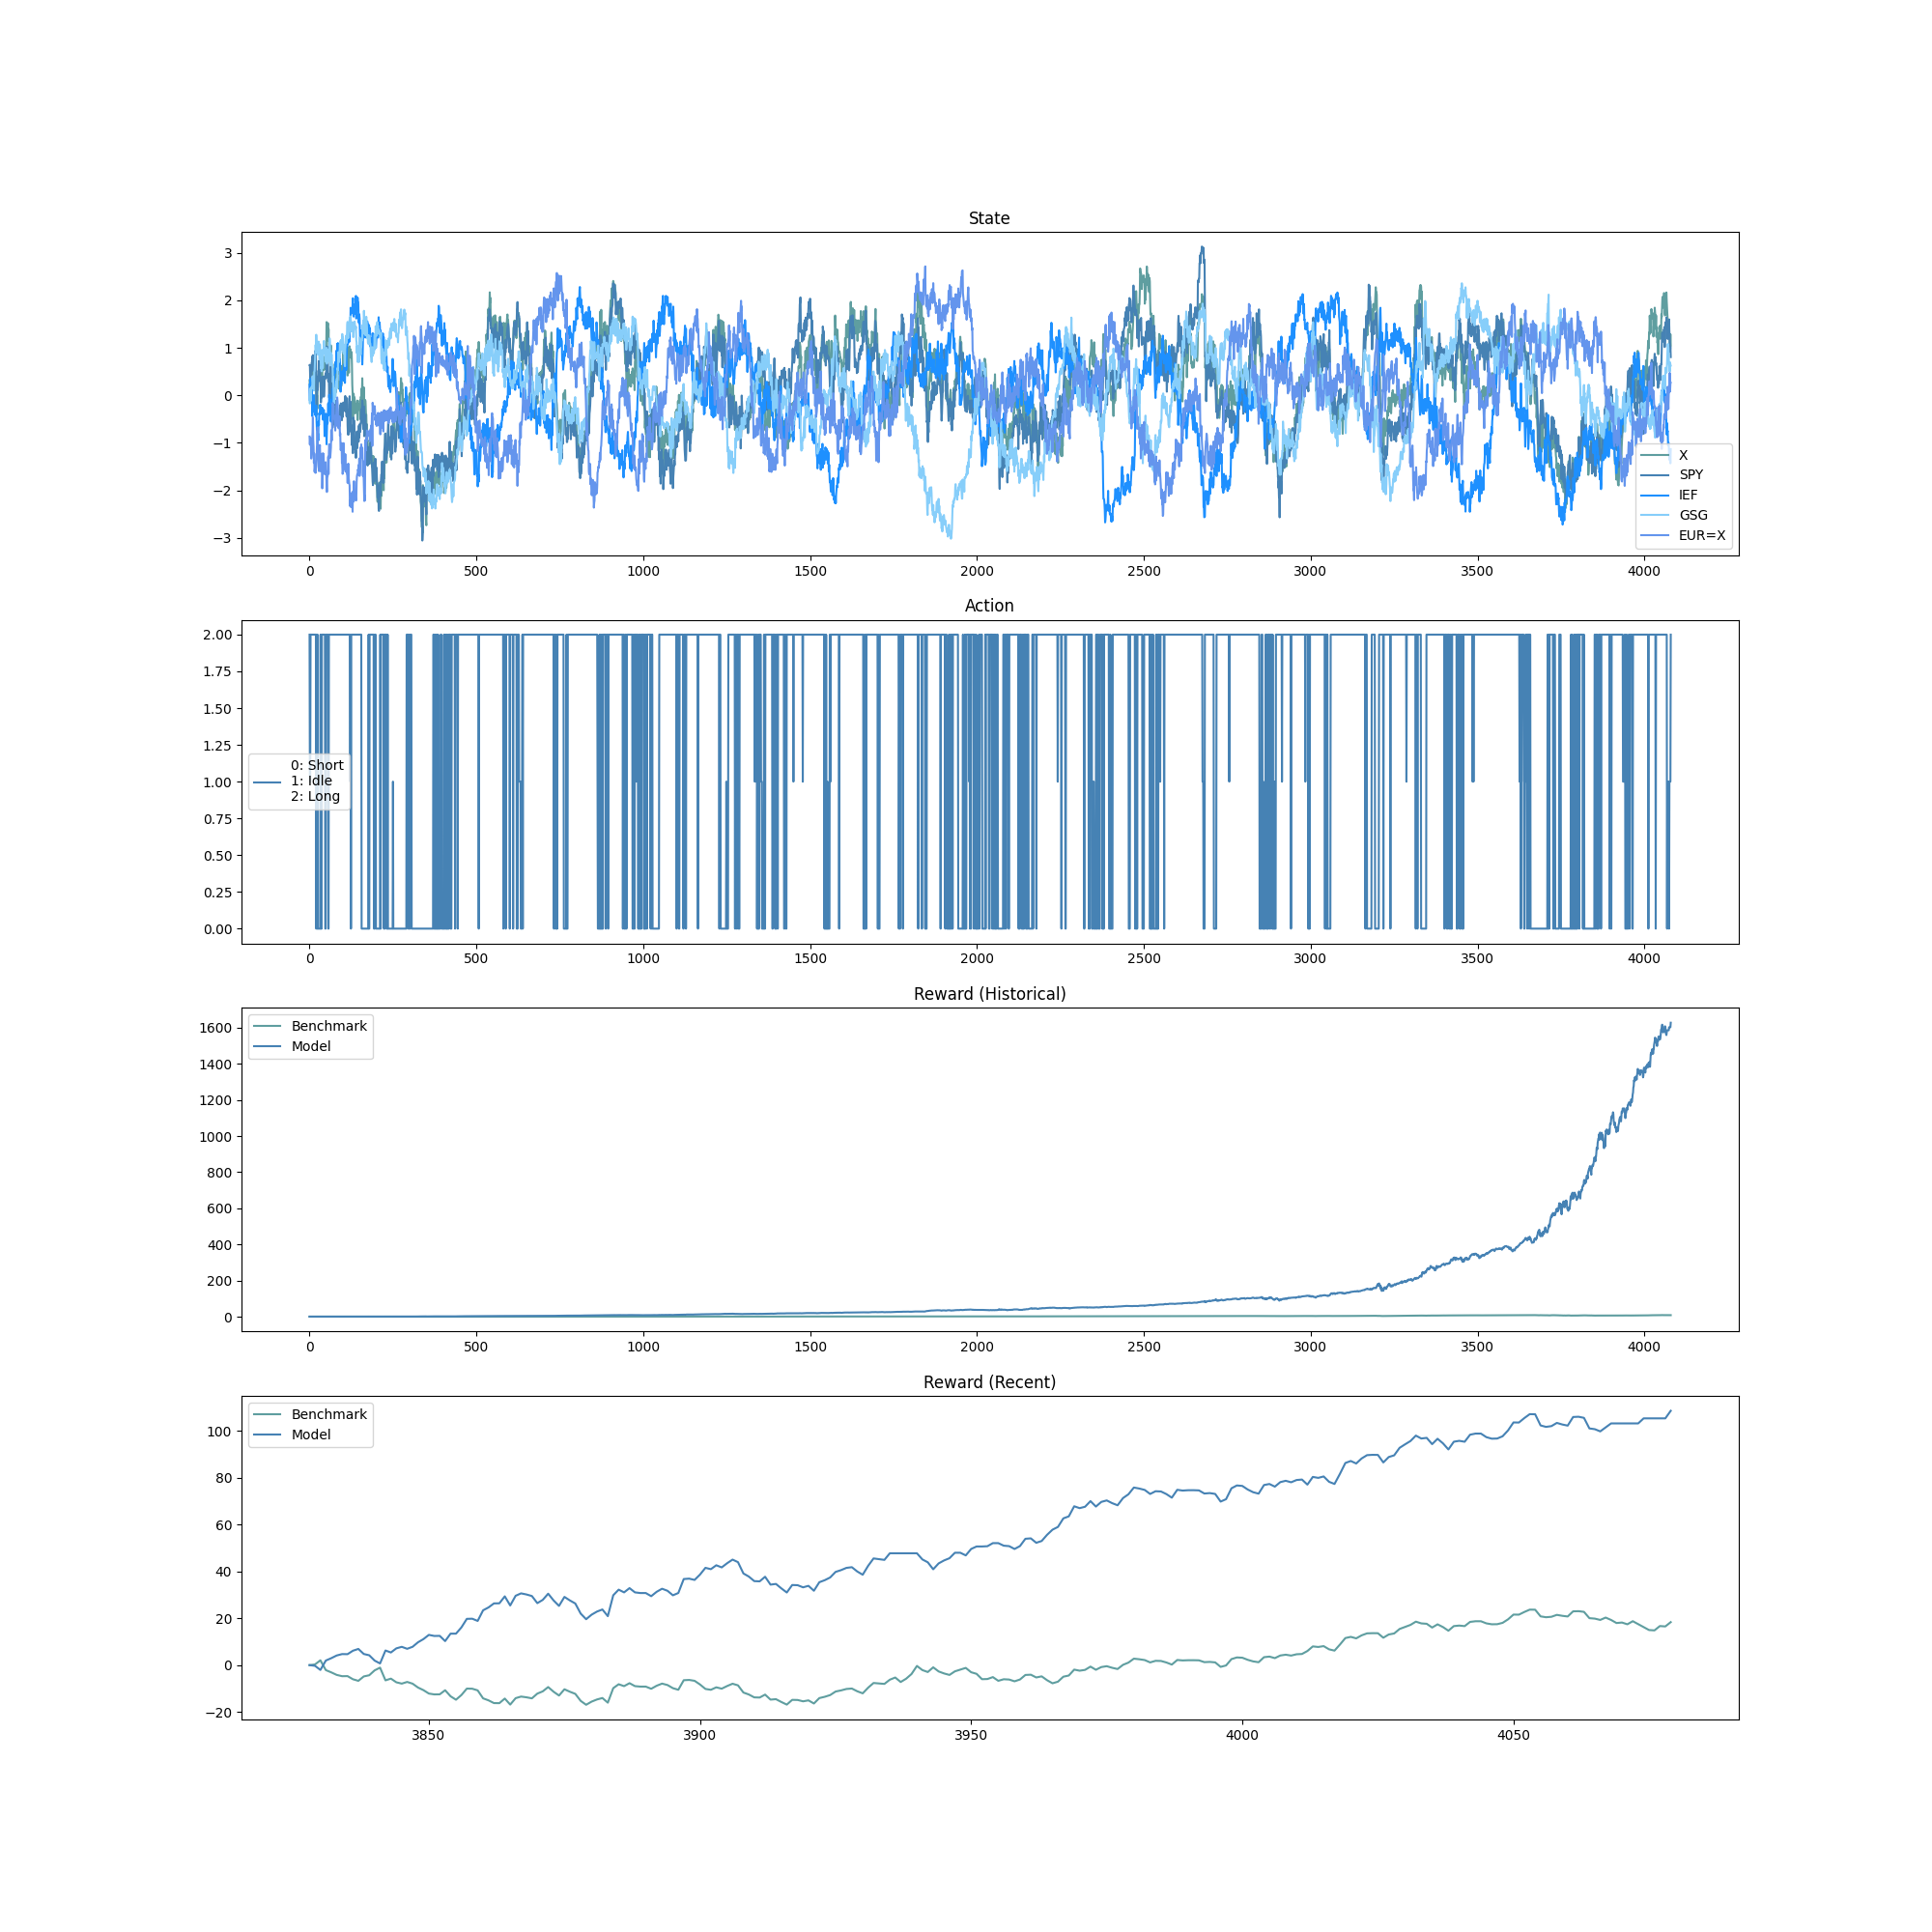 State
3
2
1
0
−1
−2
−3
X
SPY
IEF
GSG
EUR=X
0 500 1000 1500 2000 2500 3000 3500 4000
Action
2.00
1.75
1.50
1.25
1.00
0.75
0.50
0.25
0.00
0: Short
1: Idle
2: Long
0 500 1000 1500 2000 2500 3000 3500 4000
Reward (Historical)
Benchmark
Model
1600
1400
1200
1000
800
600
400
200
0
0 500 1000 1500 2000 2500 3000 3500 4000
Reward (Recent)
Benchmark
Model
100
80
60
40
20
0
−20
3850 3900 3950 4000 4050